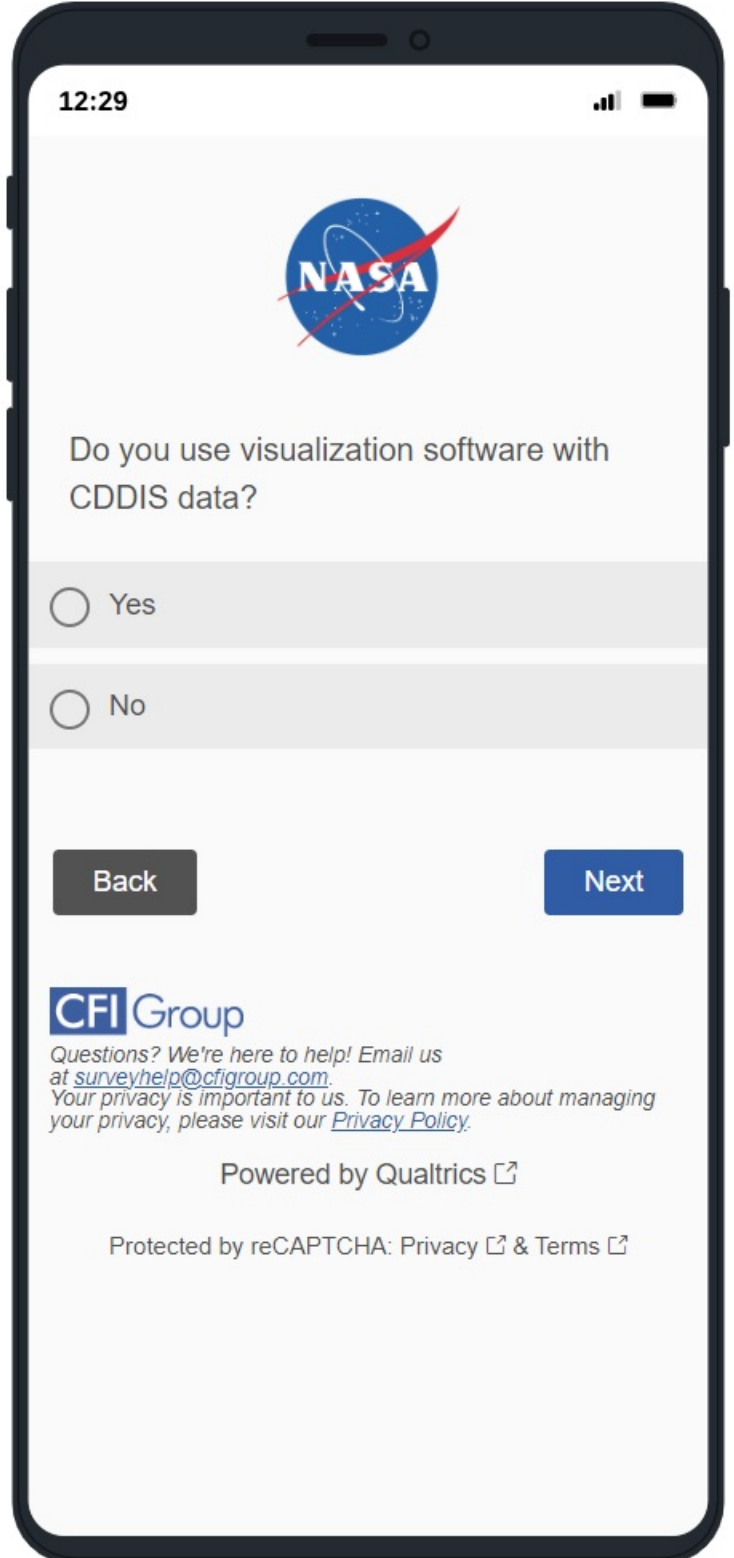 12:29
NASA
Do you use visualization software with
CDDIS data?
Yes
No
Back
Next
CFI Group
Questions? We're here to help! Email us
at surveyhelp@cfigroup.com.
Your privacy is important to us. To learn more about managing
your privacy, please visit our Privacy Policy.
Powered by Qualtrics
Protected by reCAPTCHA: Privacy & Terms